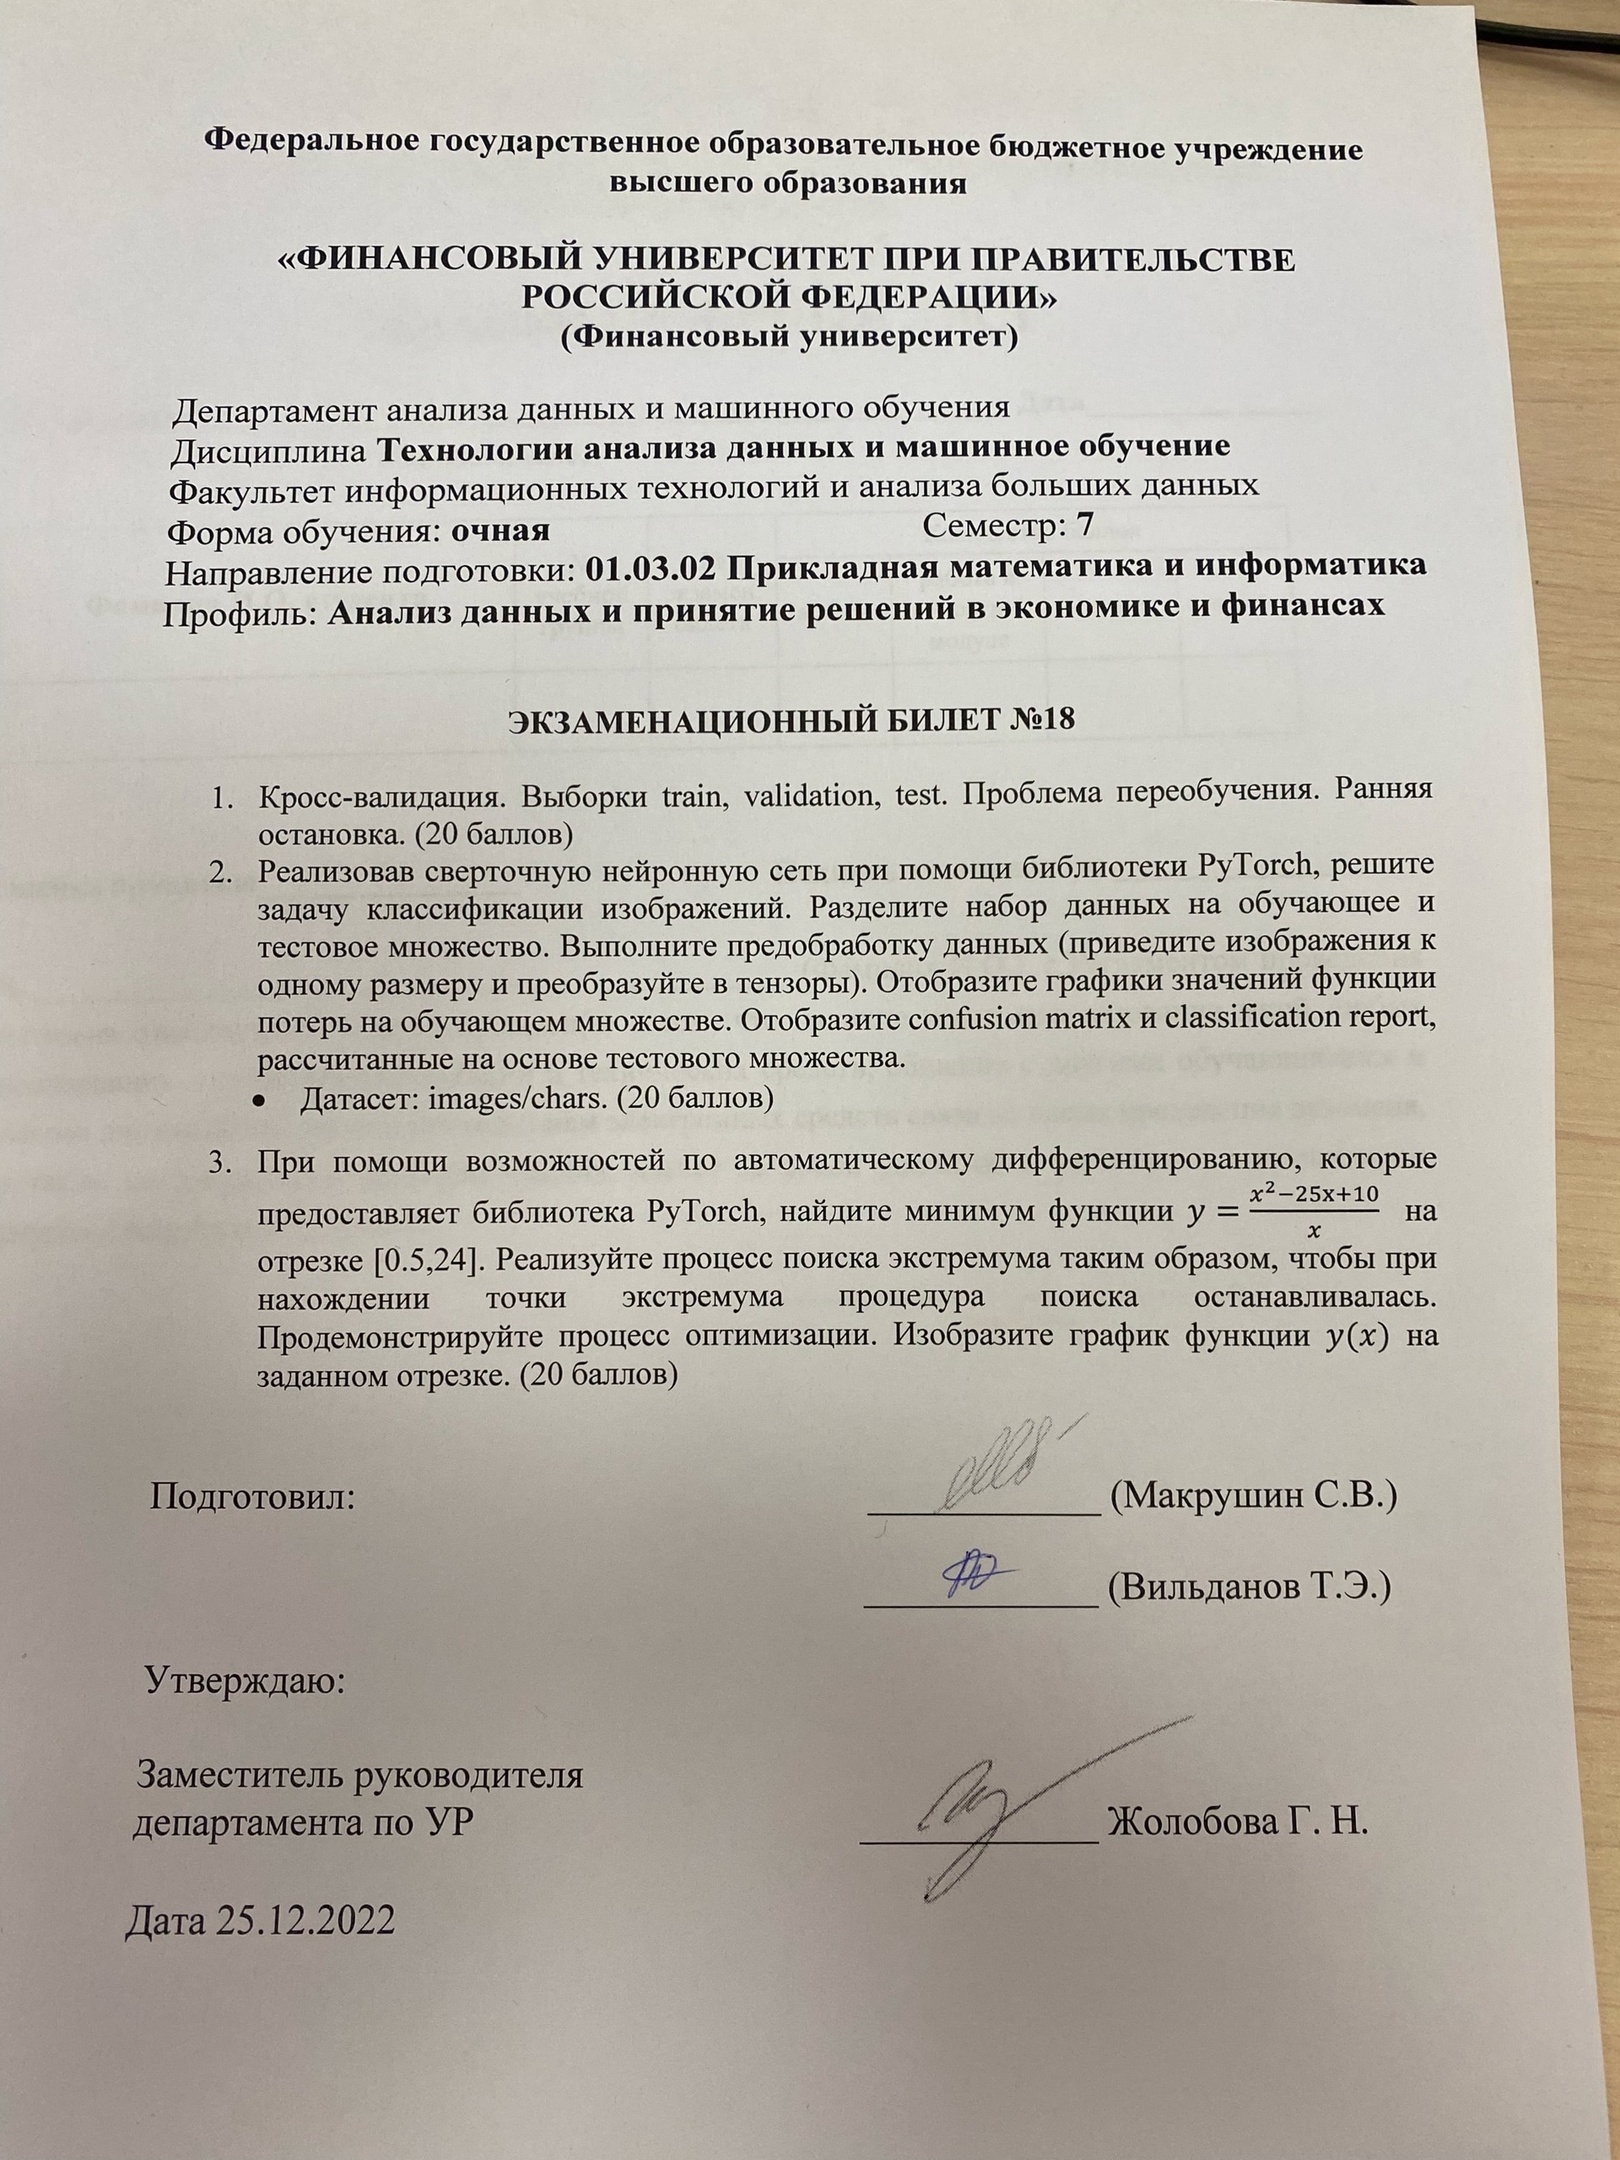 Федеральное государственное образовательное бюджетное учреждение
высшего образования
«ФИНАНСОВЫЙ УНИВЕРСИТЕТ ПРИ ПРАВИТЕЛЬСТВЕ
РОССИЙСКОЙ ФЕДЕРАЦИИ»
(Финансовый университет)
Департамент анализа данных и машинного обучения
Дисциплина Технологии анализа данных и машинное обучение
Факультет информационных технологий и анализа больших данных
Форма обучения: очная Семестр: 7
Направление подготовки: 01.03.02 Прикладная математика и информатика
Профиль: Анализ данных и принятие решений в экономике и финансах
ЭКЗАМЕНАЦИОННЫЙ БИЛЕТ №18
1. Кросс-валидация. Выборки train, validation, test. Проблема переобучения. Ранняя
остановка. (20 баллов)
2. Реализовав сверточную нейронную сеть при помощи библиотеки PyTorch, решите
задачу классификации изображений. Разделите набор данных на обучающее и
тестовое множество. Выполните предобработку данных (приведите изображения к
одному размеру и преобразуйте в тензоры). Отобразите графики значений функции
потерь на обучающем множестве. Отобразите confusion matrix и classification report,
рассчитанные на основе тестового множества.
• Датасет: images/chars. (20 баллов)
3. При помощи возможностей по автоматическому дифференцированию, которые
предоставляет библиотека PyTorch, найдите минимум функции y = (x²−25x+10)/x на
отрезке [0.5,24]. Реализуйте процесс поиска экстремума таким образом, чтобы при
нахождении точки экстремума процедура поиска останавливалась.
Продемонстрируйте процесс оптимизации. Изобразите график функции y(x) на
заданном отрезке. (20 баллов)
Подготовил: (Макрушин С.В.)
(Вильданов Т.Э.)
Утверждаю:
Заместитель руководителя
департамента по УР Жолобова Г. Н.
Дата 25.12.2022